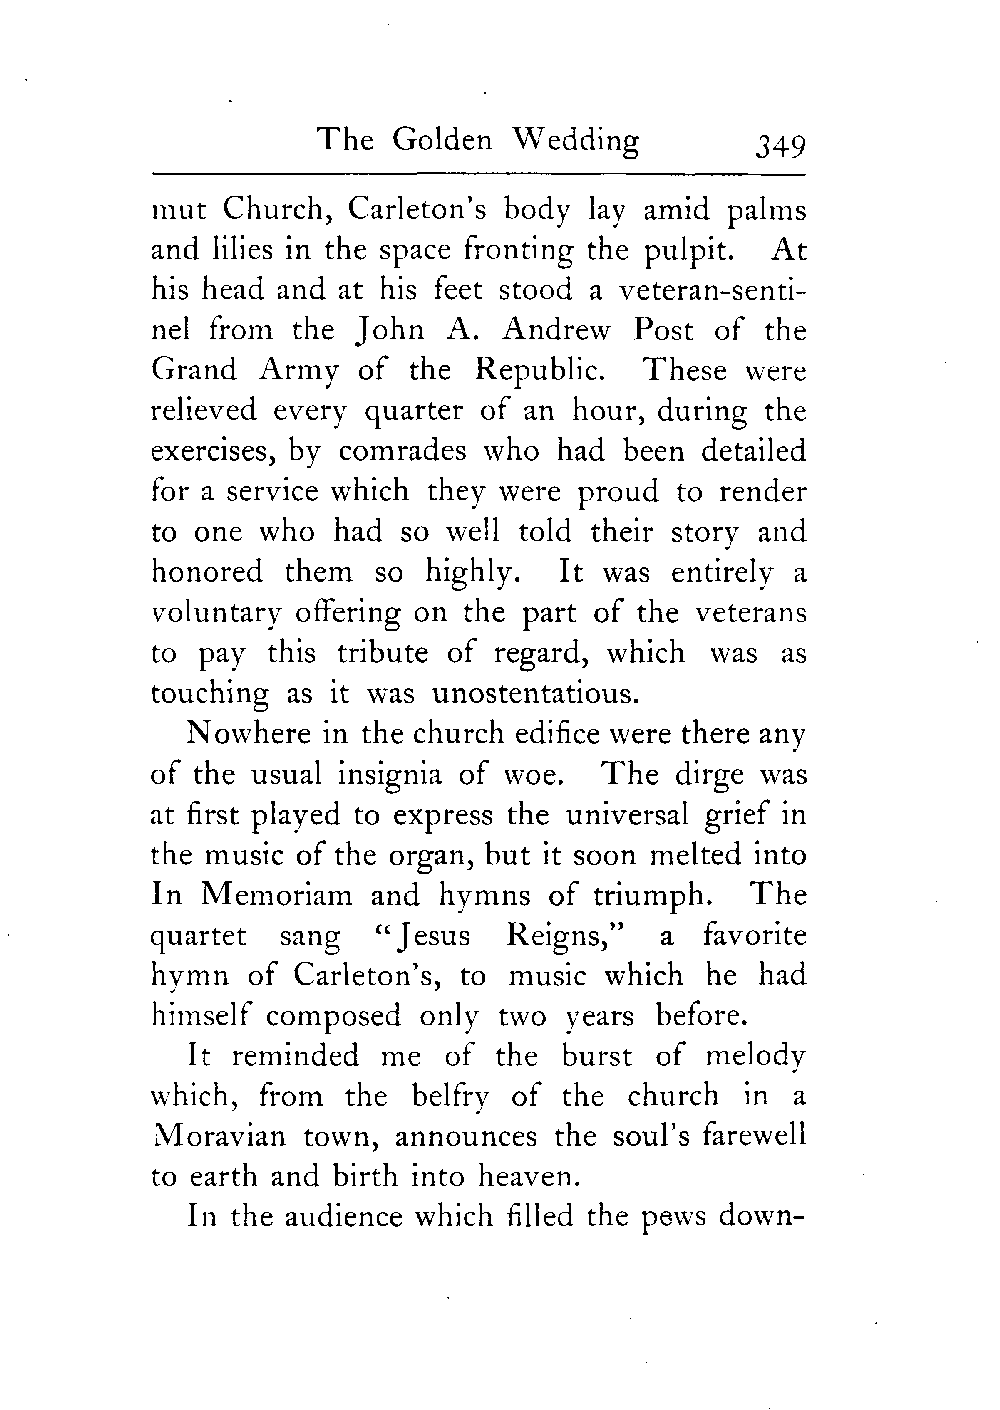 The Golden Wedding 349
mut Church, Carleton's body lay amid palms
and lilies in the space fronting the pulpit. At
his head and at his feet stood a veteran-senti-
nel from the John A. Andrew Post of the
Grand Army of the Republic. These were
relieved every quarter of an hour, during the
exercises, by comrades who had been detailed
for a service which they were proud to render
to one who had so well told their story and
honored them so highly. It was entirely a
voluntary offering on the part of the veterans
to pay this tribute of regard, which was as
touching as it was unostentatious.
Nowhere in the church edifice were there any
of the usual insignia of woe. The dirge was
at first played to express the universal grief in
the music of the organ, but it soon melted into
In Memoriam and hymns of triumph. The
quartet sang "Jesus Reigns," a favorite
hymn of Carleton's, to music which he had
himself composed only two years before.
It reminded me of the burst of melody
which, from the belfry of the church in a
Moravian town, announces the soul's farewell
to earth and birth into heaven.
In the audience which filled the pews down-